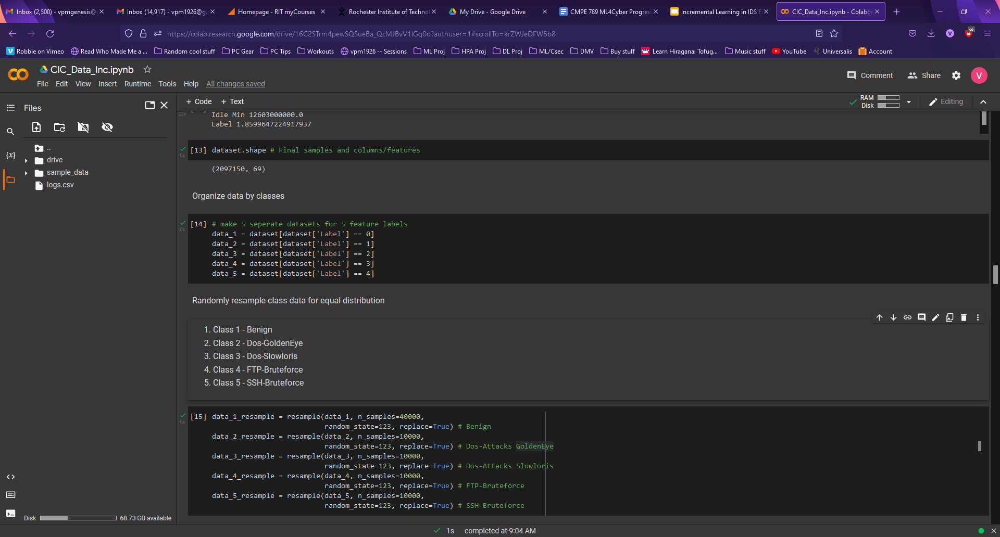 Inbox (2,500) - vpmgenesis@
Inbox (14,917) - vpm1926@g.
Homepage - RIT myCourses
Rochester Institute of Technol
My Drive - Google Drive
CMPE 789 ML4Cyber Progress
Incremental Learning in IDS F
CIC_Data_Inc.ipynb - Colabor
https://colab.research.google.com/drive/16C2STrm4pewSQSueBa_QcMJBvV1IGq0o?authuser=1#scrollTo=krZWJeDFW5b8
Robbie on Vimeo
Read Who Made Me a ...
Random cool stuff
PC Gear
PC Tips
Workouts
vpm1926 -- Sessions
ML Proj
HPA Proj
DL Proj
ML/Csec
DMV
Buy stuff
Learn Hiragana: Tofug...
Music stuff
YouTube
Universalis
Account
CIC_Data_Inc.ipynb
File Edit View Insert Runtime Tools Help All changes saved
Comment
Share
V
Files
+ Code + Text
RAM
Disk
Editing
..
drive
sample_data
logs.csv
22s
Idle Min 12603000000.0
Label 1.8599647224917937
[13] dataset.shape # Final samples and columns/features
0s
(2097150, 69)
Organize data by classes
[14] # make 5 seperate datasets for 5 feature labels
0s
data_1 = dataset[dataset['Label'] == 0]
data_2 = dataset[dataset['Label'] == 1]
data_3 = dataset[dataset['Label'] == 2]
data_4 = dataset[dataset['Label'] == 3]
data_5 = dataset[dataset['Label'] == 4]
Randomly resample class data for equal distribution
1. Class 1 - Benign
2. Class 2 - Dos-GoldenEye
3. Class 3 - Dos-Slowloris
4. Class 4 - FTP-Bruteforce
5. Class 5 - SSH-Bruteforce
[15] data_1_resample = resample(data_1, n_samples=40000,
0s
random_state=123, replace=True) # Benign
data_2_resample = resample(data_2, n_samples=10000,
random_state=123, replace=True) # Dos-Attacks GoldenEye
data_3_resample = resample(data_3, n_samples=10000,
random_state=123, replace=True) # Dos-Attacks Slowloris
data_4_resample = resample(data_4, n_samples=10000,
random_state=123, replace=True) # FTP-Bruteforce
data_5_resample = resample(data_5, n_samples=10000,
random_state=123, replace=True) # SSH-Bruteforce
Disk 68.73 GB available
1s completed at 9:04 AM